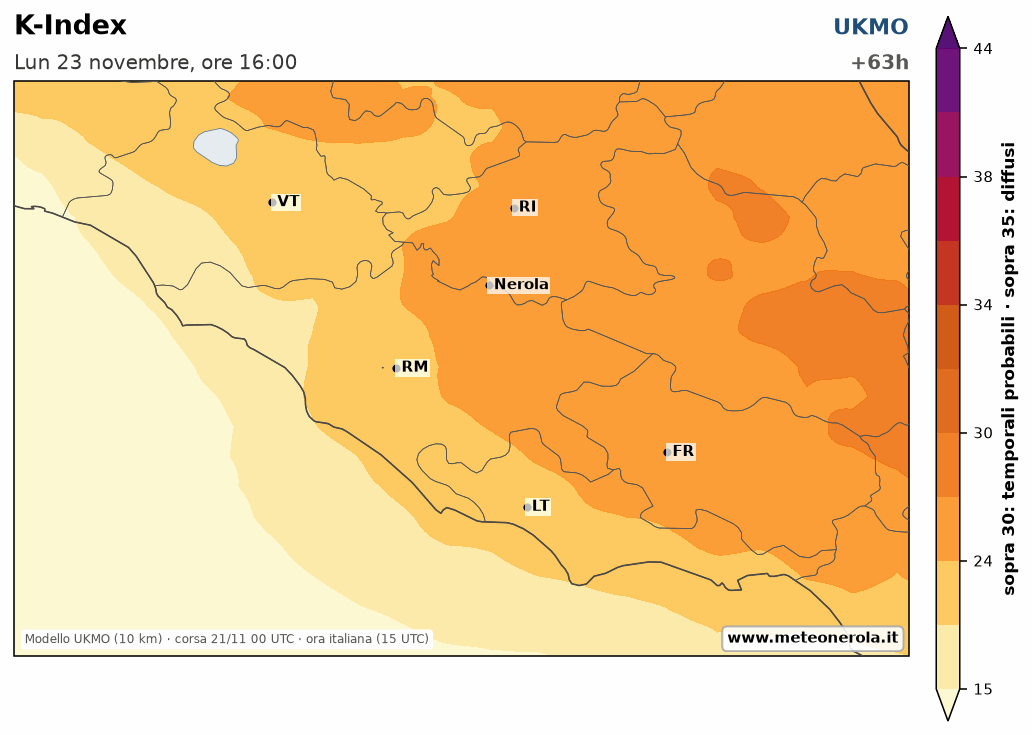 K-Index
UKMO
Lun 23 novembre, ore 16:00
+63h
44
38
34
30
24
15
sopra 30: temporali probabili · sopra 35: diffusi
VT
RI
Nerola
RM
FR
LT
Modello UKMO (10 km) · corsa 21/11 00 UTC · ora italiana (15 UTC)
www.meteonerola.it